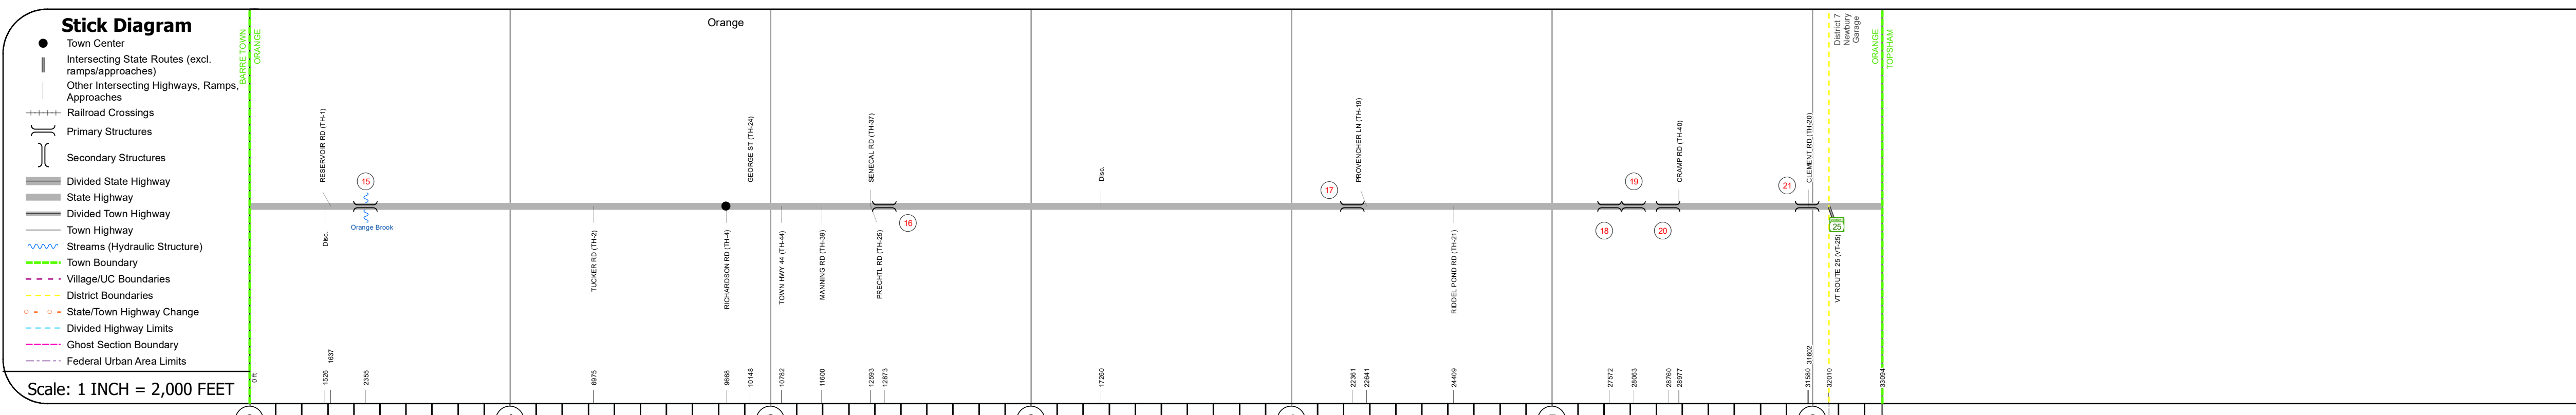 Stick Diagram
Town Center
Intersecting State Routes (excl.
ramps/approaches)
Other Intersecting Highways, Ramps,
Approaches
Railroad Crossings
Primary Structures
Secondary Structures
Divided State Highway
State Highway
Divided Town Highway
Town Highway
Streams (Hydraulic Structure)
Town Boundary
Village/UC Boundaries
District Boundaries
State/Town Highway Change
Divided Highway Limits
Ghost Section Boundary
Federal Urban Area Limits
Scale: 1 INCH = 2,000 FEET
BARRE TOWN
ORANGE
Orange
District 7
Newbury
Garage
ORANGE
TOPSHAM
RESERVOIR RD (TH-1)
GEORGE ST (TH-24)
SENECAL RD (TH-37)
Disc.
PROVENCHER LN (TH-19)
CRAMP RD (TH-40)
CLEMENT RD (TH-20)
15
17
19
21
Orange Brook
16
18
20
25
Disc.
TUCKER RD (TH-2)
RICHARDSON RD (TH-4)
TOWN HWY 44 (TH-44)
MANNING RD (TH-39)
PRECHTL RD (TH-25)
RIDDEL POND RD (TH-21)
VT ROUTE 25 (VT-25)
0 ft
1526
1637
2355
6975
9668
10148
10782
11600
12593
12873
17260
22361
22641
24409
27572
28063
28760
28977
31580
31602
32010
33094